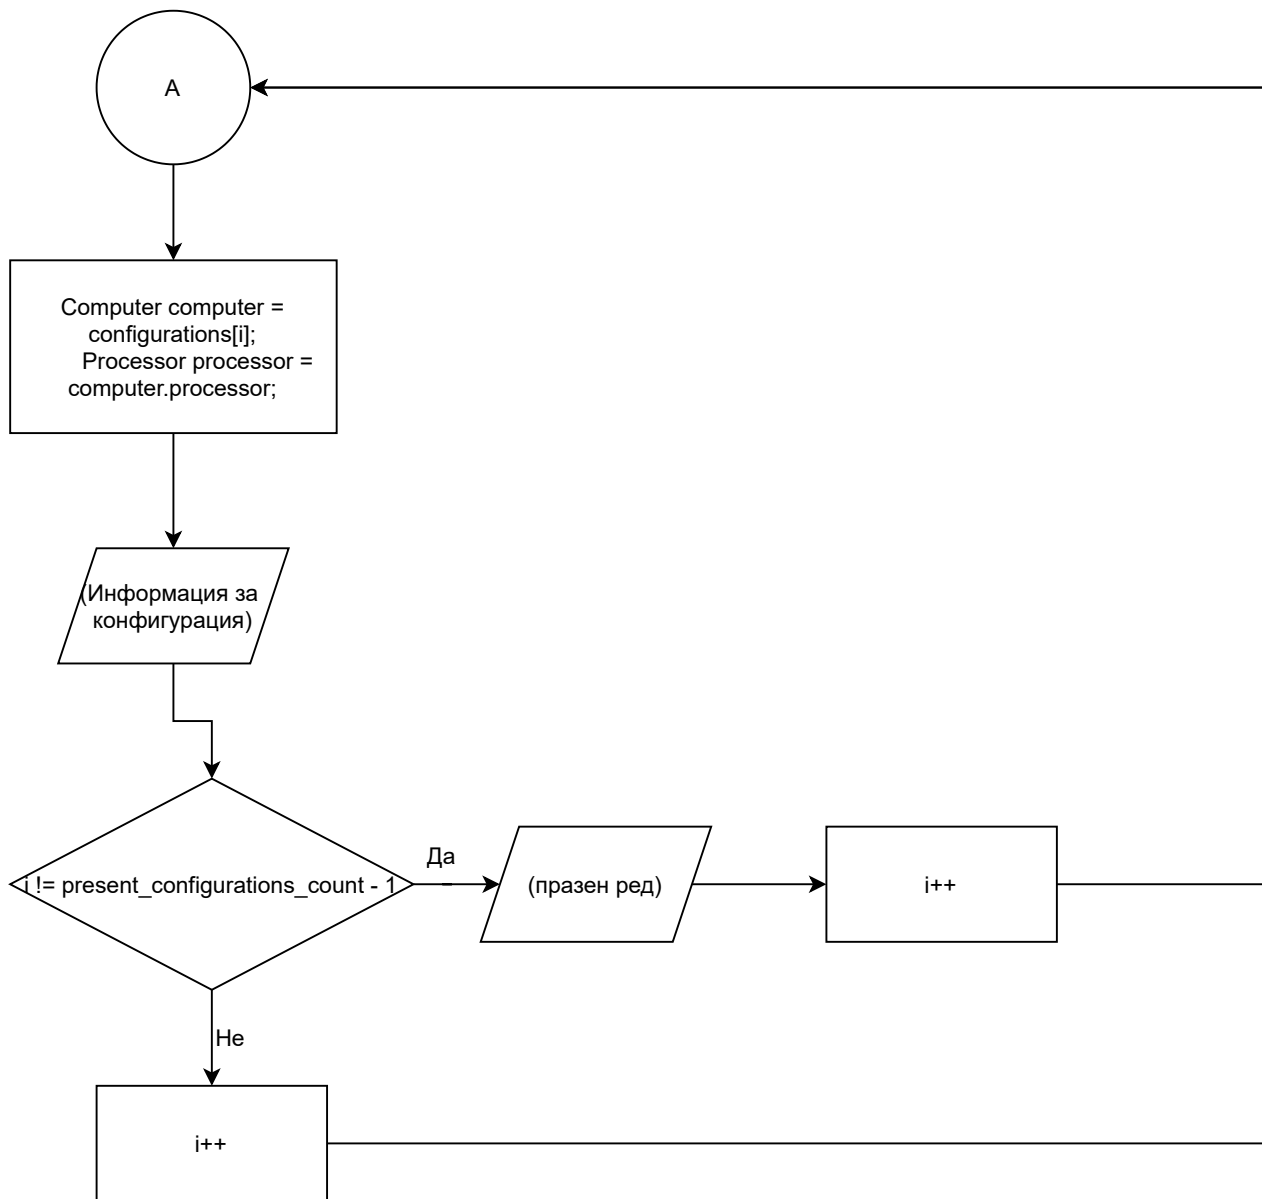 A
Computer computer =
configurations[i];
Processor processor =
computer.processor;
(Информация за
конфигурация)
i != present_configurations_count - 1
Да
(празен ред)
i++
Не
i++